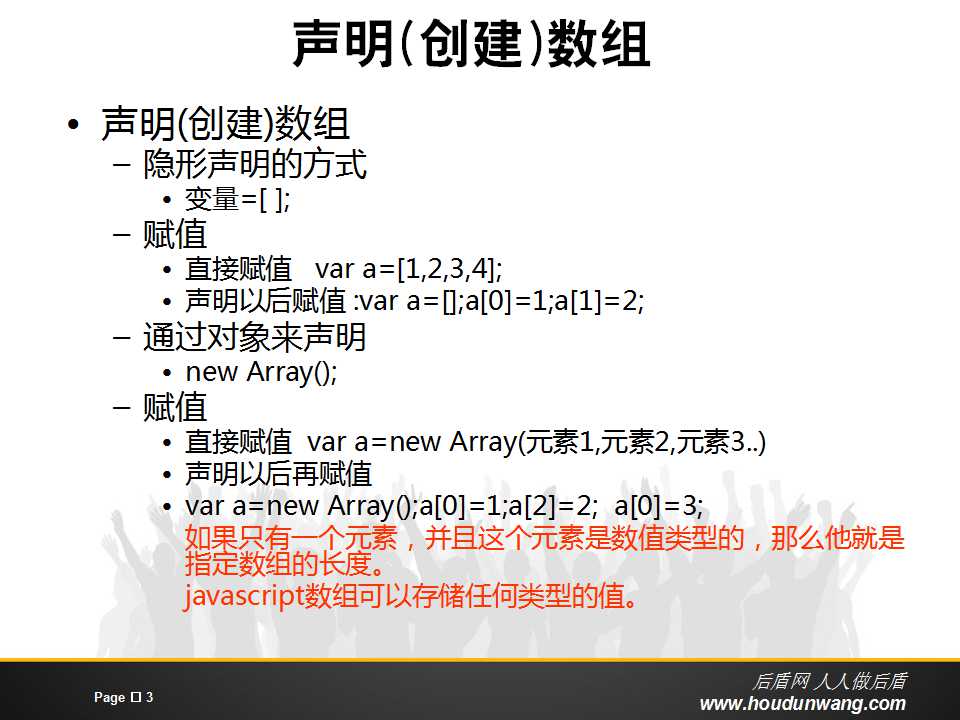 声明(创建)数组
• 声明(创建)数组
– 隐形声明的方式
• 变量=[ ];
– 赋值
• 直接赋值 var a=[1,2,3,4];
• 声明以后赋值 :var a=[];a[0]=1;a[1]=2;
– 通过对象来声明
• new Array();
– 赋值
• 直接赋值 var a=new Array(元素1,元素2,元素3..)
• 声明以后再赋值
• var a=new Array();a[0]=1;a[2]=2; a[0]=3;
如果只有一个元素，并且这个元素是数值类型的，那么他就是
指定数组的长度。
javascript数组可以存储任何类型的值。
Page □ 3
后盾网 人人做后盾
www.houdunwang.com